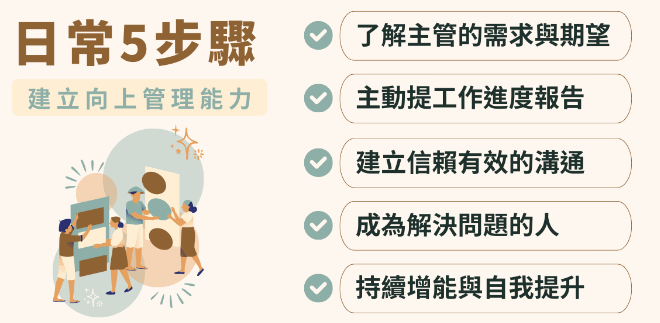 日常5步驟
建立向上管理能力
了解主管的需求與期望
主動提工作進度報告
建立信賴有效的溝通
成為解決問題的人
持續增能與自我提升